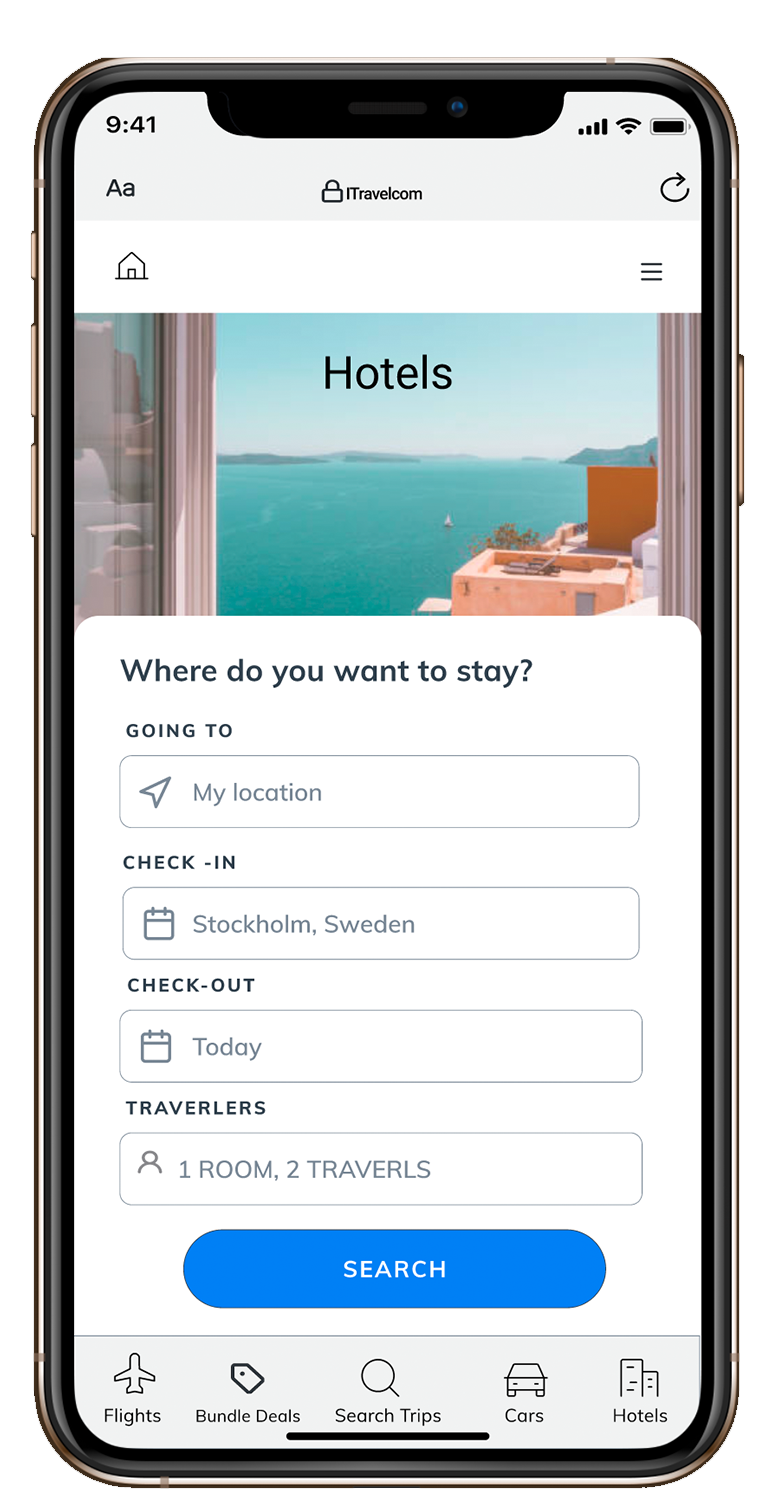 9:41
Aa
ITravelcom
Hotels
Where do you want to stay?
GOING TO
My location
CHECK -IN
Stockholm, Sweden
CHECK-OUT
Today
TRAVERLERS
1 ROOM, 2 TRAVERLS
SEARCH
Flights Bundle Deals Search Trips Cars Hotels